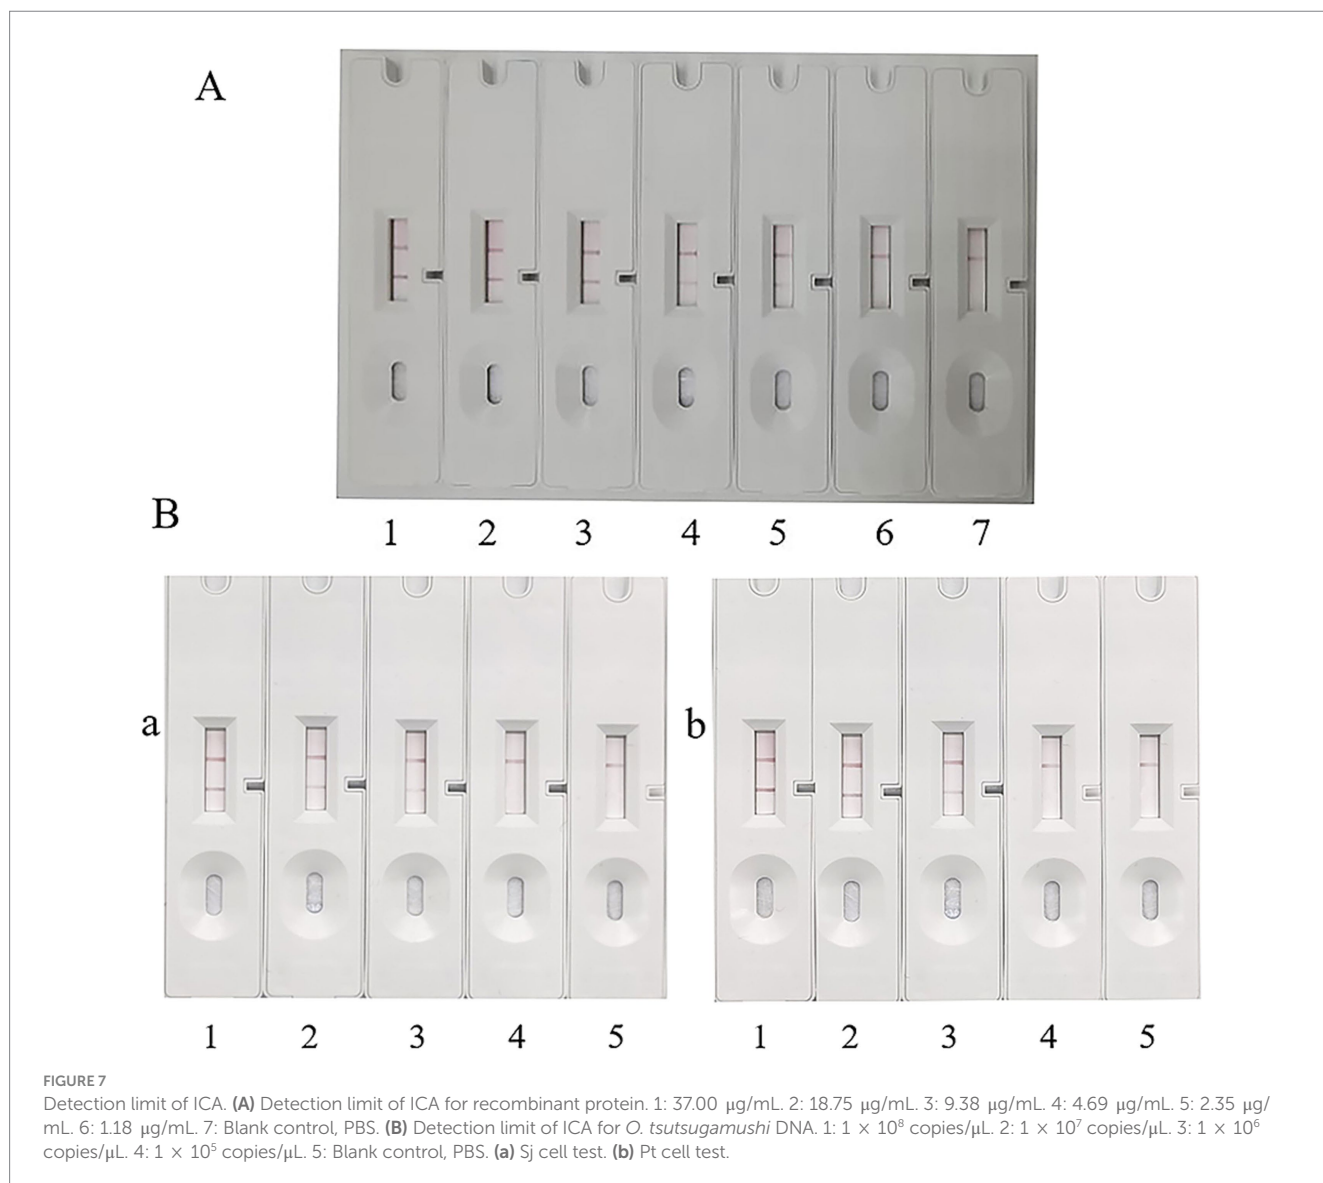 A
B
1 2 3 4 5 6 7
a b
1 2 3 4 5 1 2 3 4 5
FIGURE 7
Detection limit of ICA. (A) Detection limit of ICA for recombinant protein. 1: 37.00 μg/mL. 2: 18.75 μg/mL. 3: 9.38 μg/mL. 4: 4.69 μg/mL. 5: 2.35 μg/
mL. 6: 1.18 μg/mL. 7: Blank control, PBS. (B) Detection limit of ICA for O. tsutsugamushi DNA. 1: 1 × 10⁸ copies/μL. 2: 1 × 10⁷ copies/μL. 3: 1 × 10⁶
copies/μL. 4: 1 × 10⁵ copies/μL. 5: Blank control, PBS. (a) Sj cell test. (b) Pt cell test.